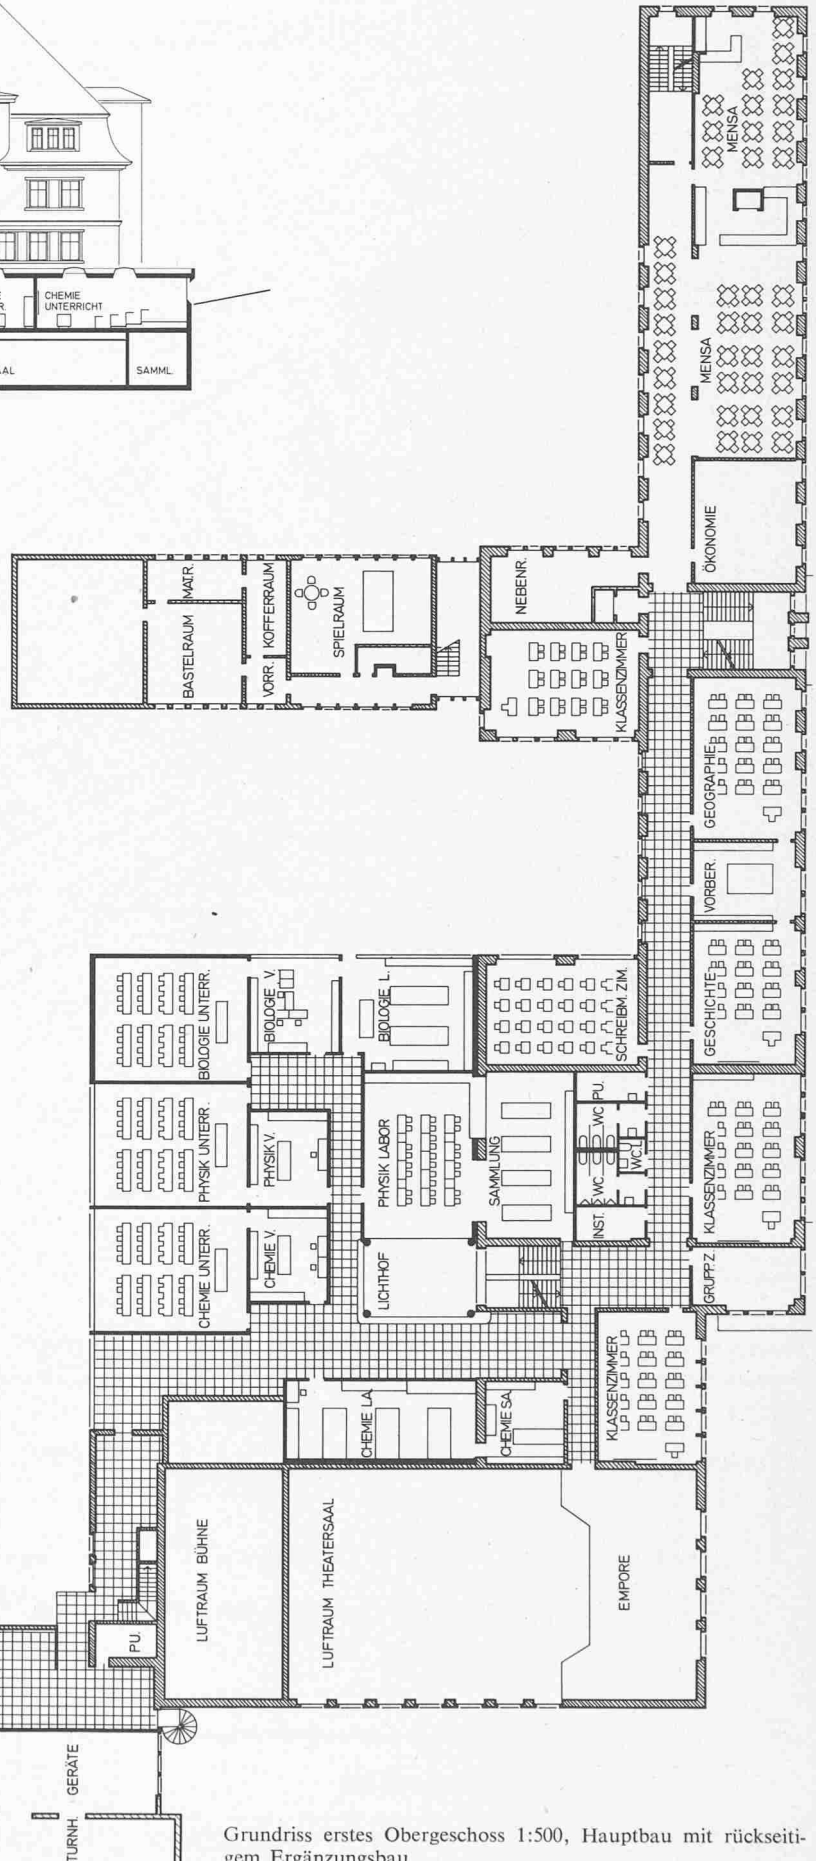 MENSA
CHEMIE
UNTERRICHT
R.
AAL
SAMML.
MENSA
ÖKONOMIE
MATR.
KOFFERRAUM
NEBENR.
SPIELRAUM
BASTELRAUM
VORR.
KLASSENZIMMER
GEOGRAPHIE
VORBER.
GESCHICHTE
BIOLOGIE UNTERR.
BIOLOGIE V.
BIOLOGIE L.
SCHREIBM. ZIM.
PHYSIK UNTERR.
PHYSIK V.
PHYSIK LABOR
SAMMLUNG
PU.
WC
WC.L
WC
INST.
KLASSENZIMMER
CHEMIE UNTERR.
CHEMIE V.
LICHTHOF
GRUPP.Z.
CHEMIE LA.
CHEMIE SA.
KLASSENZIMMER
LUFTRAUM BÜHNE
LUFTRAUM THEATERSAAL
EMPORE
PU.
GERÄTE
TURNH.
Grundriss erstes Obergeschoss 1:500, Hauptbau mit rückseiti-
gem Ergänzungsbau